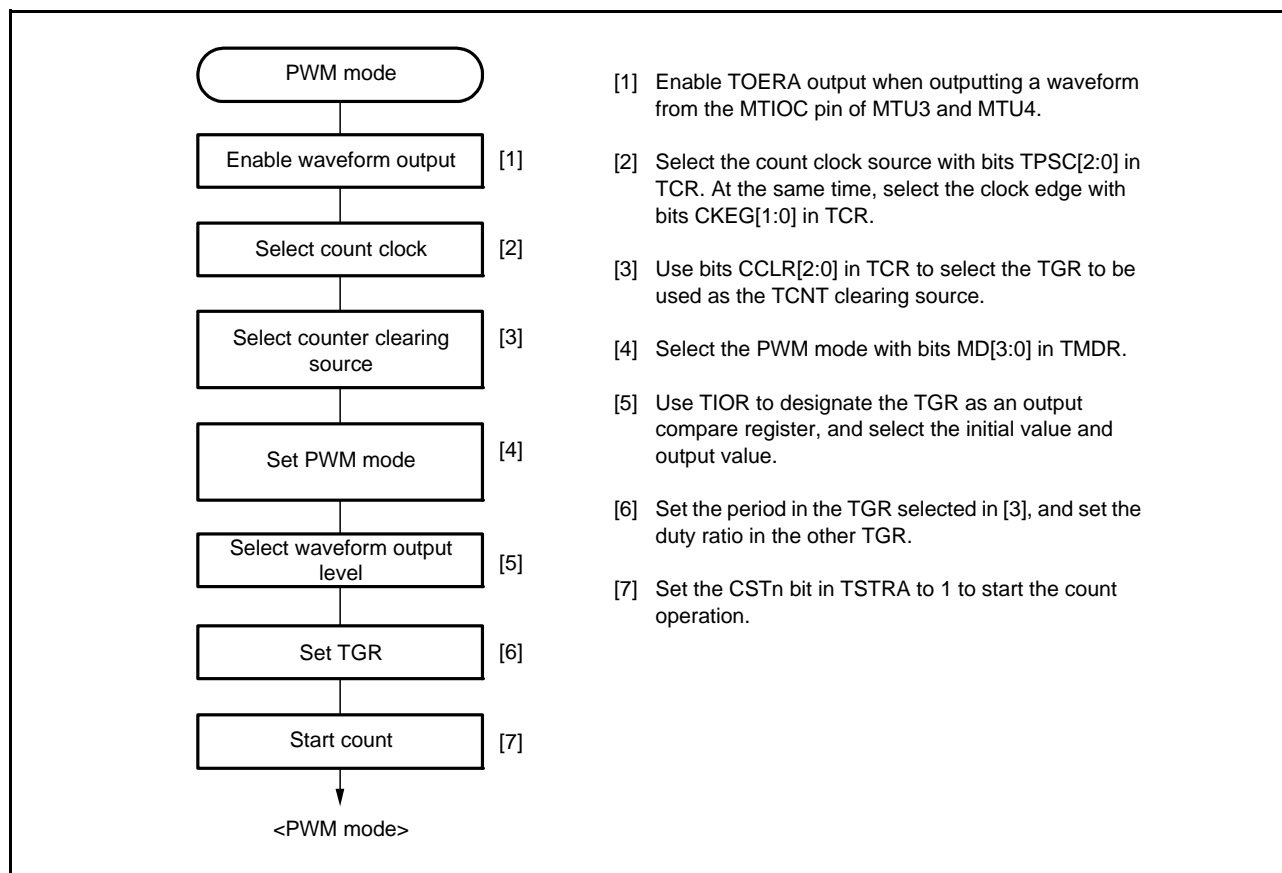 PWM mode
Enable waveform output [1]
Select count clock [2]
Select counter clearing [3]
source
Set PWM mode [4]
Select waveform output [5]
level
Set TGR [6]
Start count [7]
<PWM mode>
[1] Enable TOERA output when outputting a waveform
from the MTIOC pin of MTU3 and MTU4.
[2] Select the count clock source with bits TPSC[2:0] in
TCR. At the same time, select the clock edge with
bits CKEG[1:0] in TCR.
[3] Use bits CCLR[2:0] in TCR to select the TGR to be
used as the TCNT clearing source.
[4] Select the PWM mode with bits MD[3:0] in TMDR.
[5] Use TIOR to designate the TGR as an output
compare register, and select the initial value and
output value.
[6] Set the period in the TGR selected in [3], and set the
duty ratio in the other TGR.
[7] Set the CSTn bit in TSTRA to 1 to start the count
operation.